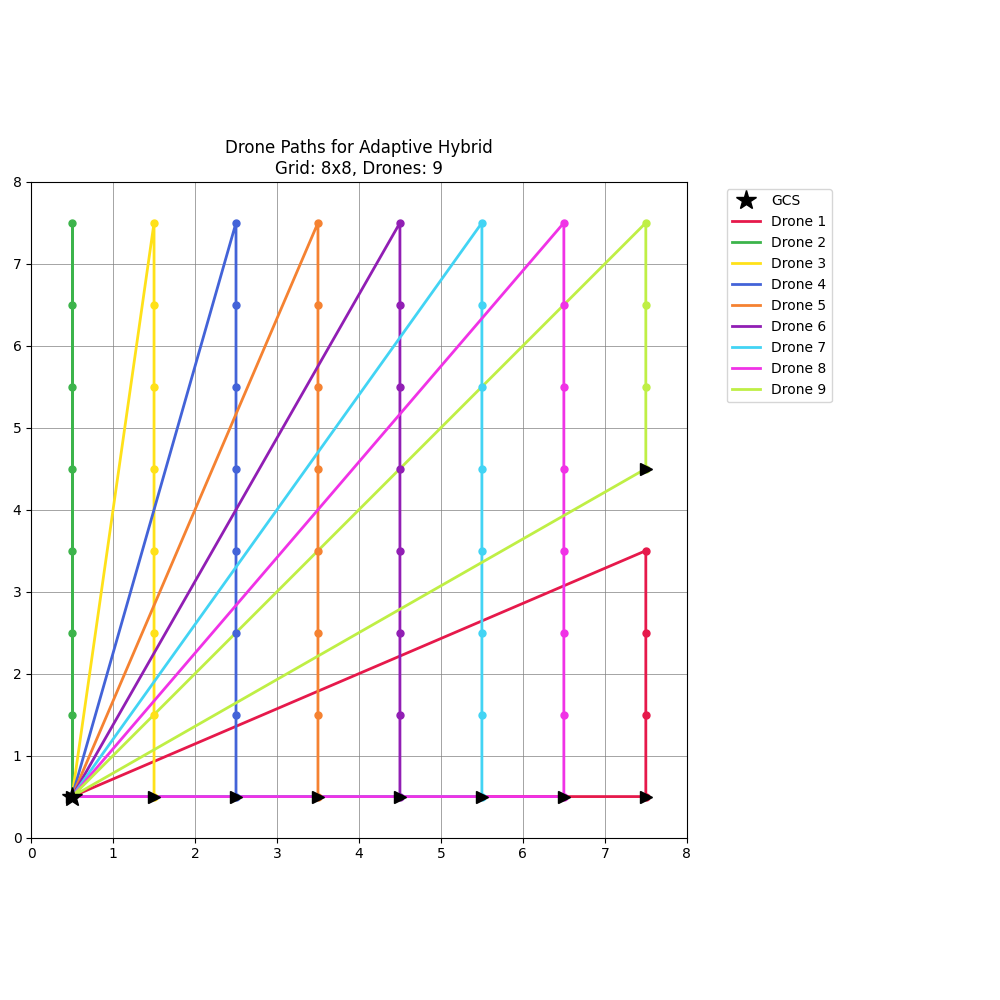 Drone Paths for Adaptive Hybrid
Grid: 8x8, Drones: 9
8
7
6
5
4
3
2
1
0
0 1 2 3 4 5 6 7 8
GCS
Drone 1
Drone 2
Drone 3
Drone 4
Drone 5
Drone 6
Drone 7
Drone 8
Drone 9